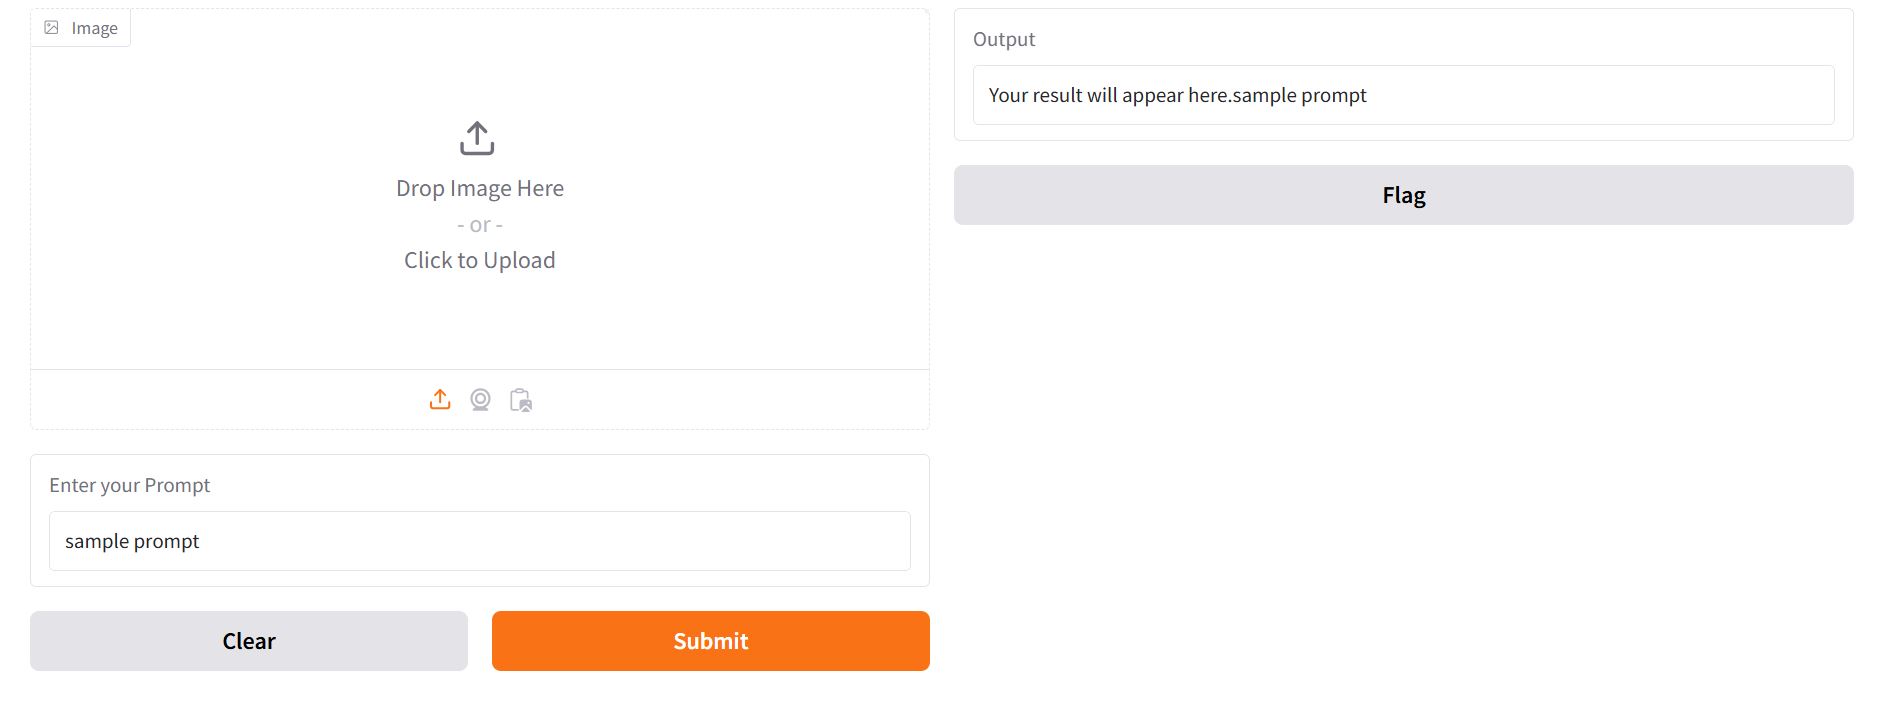 Image
Drop Image Here
- or -
Click to Upload
Enter your Prompt
sample prompt
Clear
Submit
Output
Your result will appear here.sample prompt
Flag